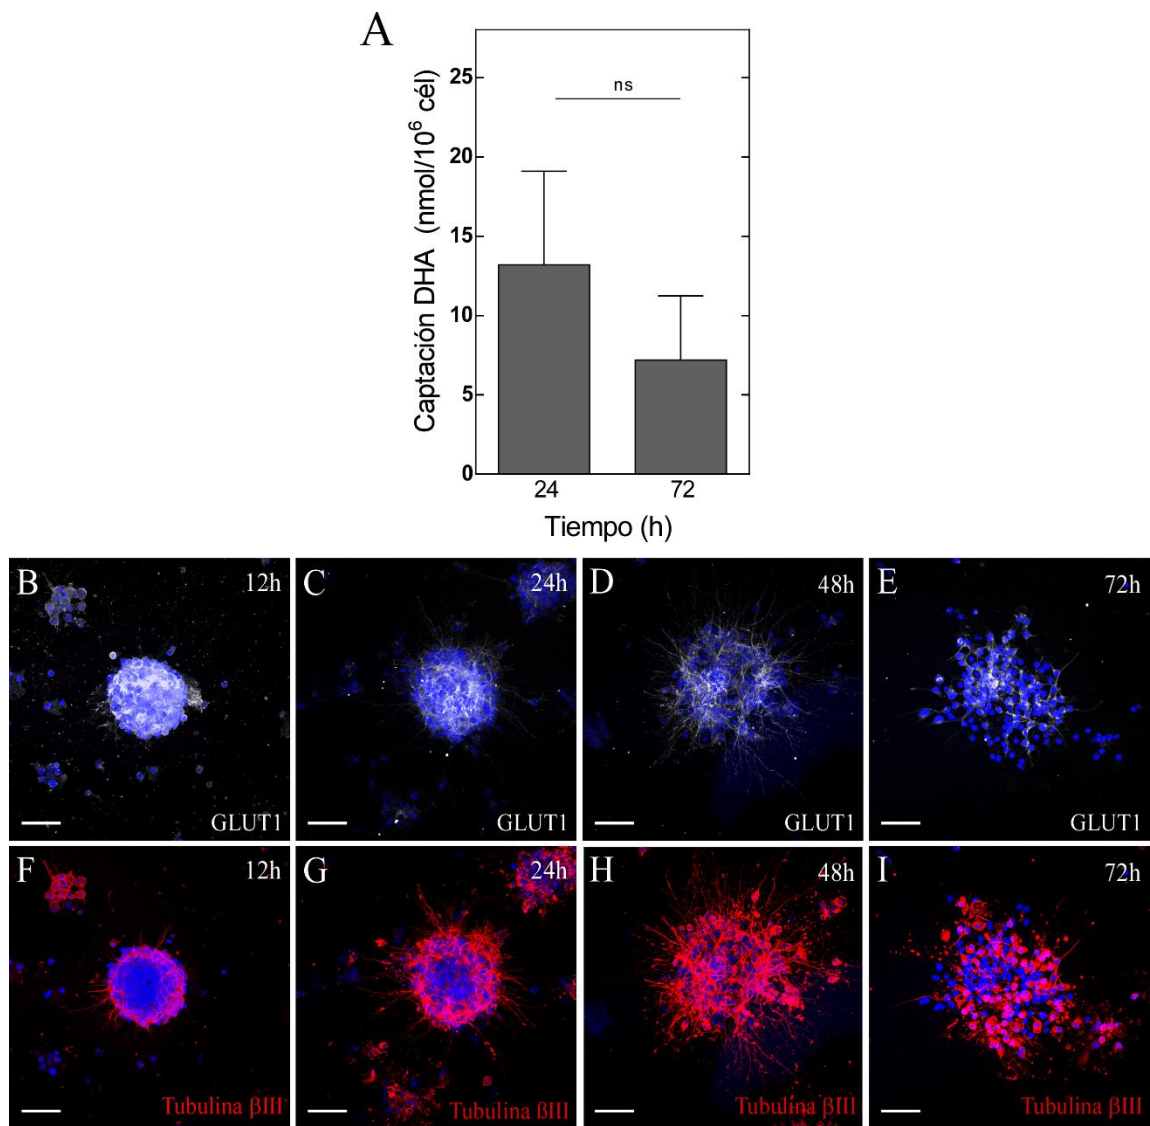 A
Captación DHA (nmol/10⁶ cél)
25
20
15
10
5
0
ns
24
72
Tiempo (h)
B
12h
GLUT1
C
24h
GLUT1
D
48h
GLUT1
E
72h
GLUT1
F
12h
Tubulina βIII
G
24h
Tubulina ßIII
H
48h
Tubulina βIII
I
72h
Tubulina βIII